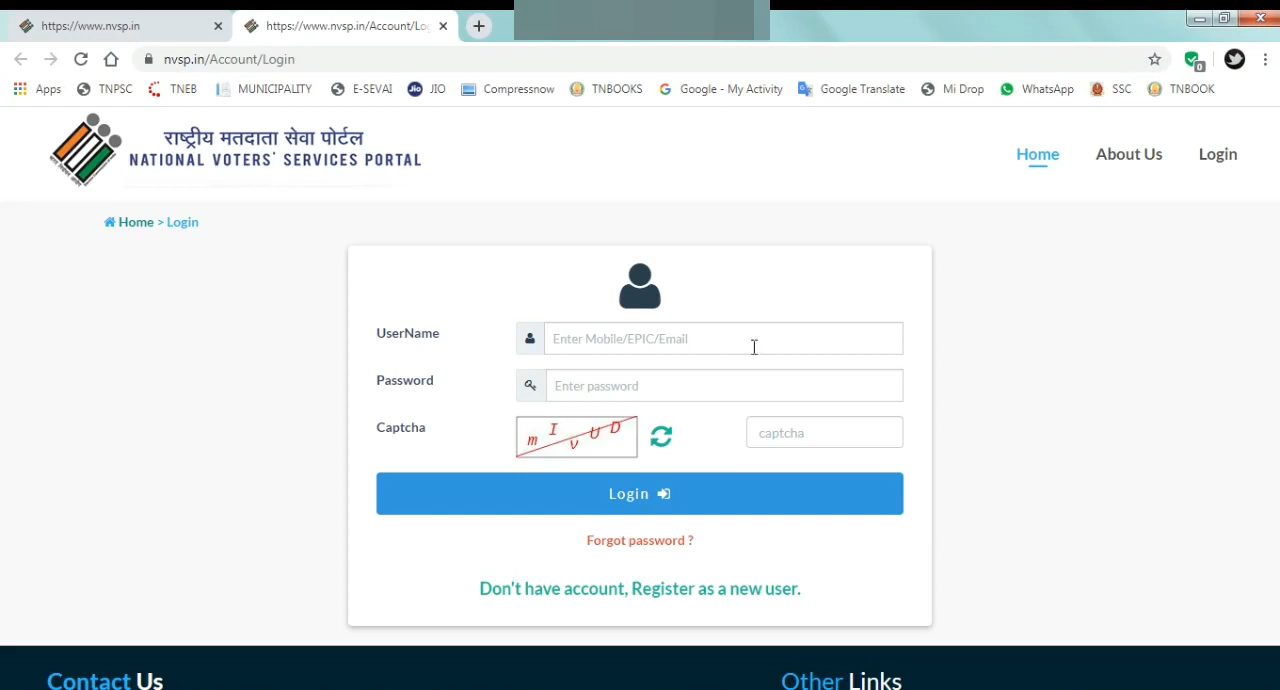 https://www.nvsp.in
https://www.nvsp.in/Account/Lo
nvsp.in/Account/Login
0
Apps TNPSC TNEB MUNICIPALITY E-SEVAI Jio JIO Compressnow TNBOOKS Google - My Activity Google Translate Mi Drop WhatsApp SSC TNBOOK
राष्ट्रीय मतदाता सेवा पोर्टल
NATIONAL VOTERS' SERVICES PORTAL
Home About Us Login
Home > Login
UserName Enter Mobile/EPIC/Email
Password Enter password
Captcha m I v U D captcha
Login
Forgot password ?
Don't have account, Register as a new user.
Contact Us Other Links